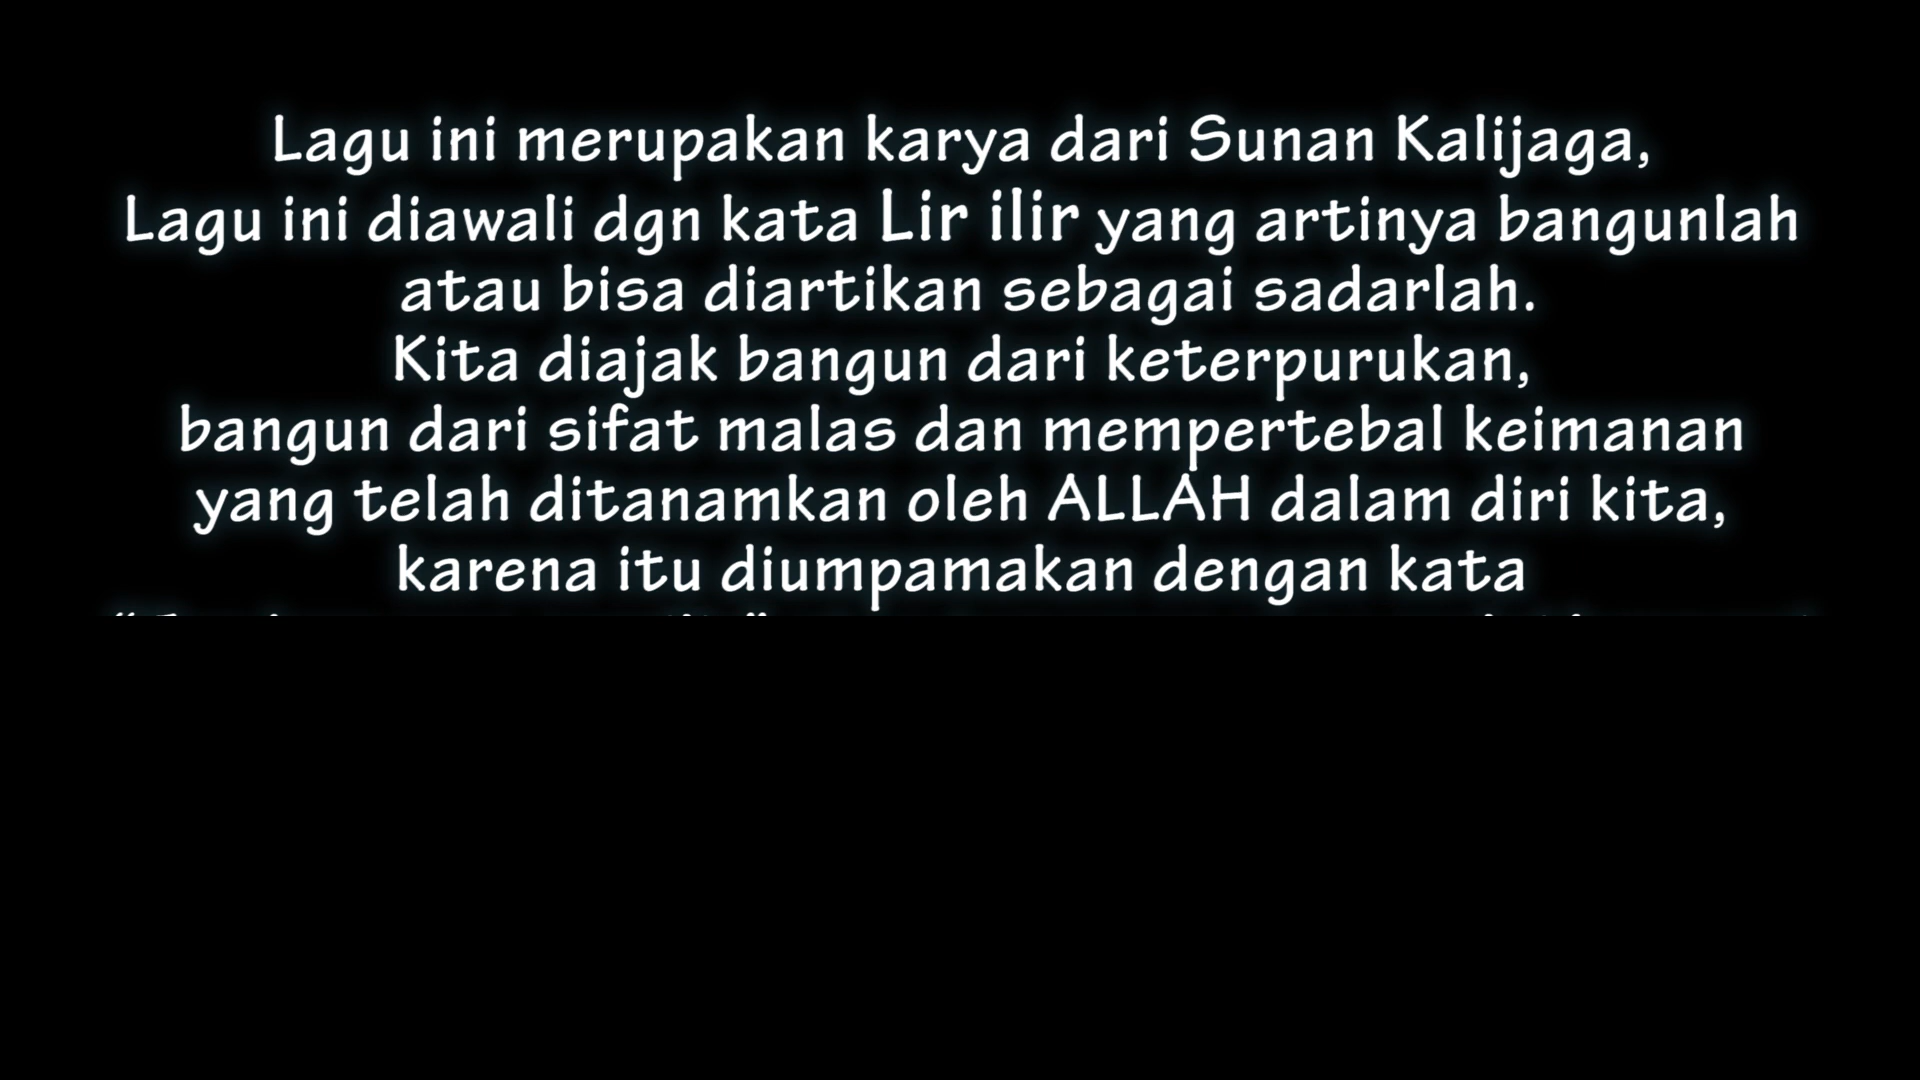 Lagu ini merupakan karya dari Sunan Kalijaga,
Lagu ini diawali dgn kata Lir ilir yang artinya bangunlah
atau bisa diartikan sebagai sadarlah.
Kita diajak bangun dari keterpurukan,
bangun dari sifat malas dan mempertebal keimanan
yang telah ditanamkan oleh ALLAH dalam diri kita,
karena itu diumpamakan dengan kata